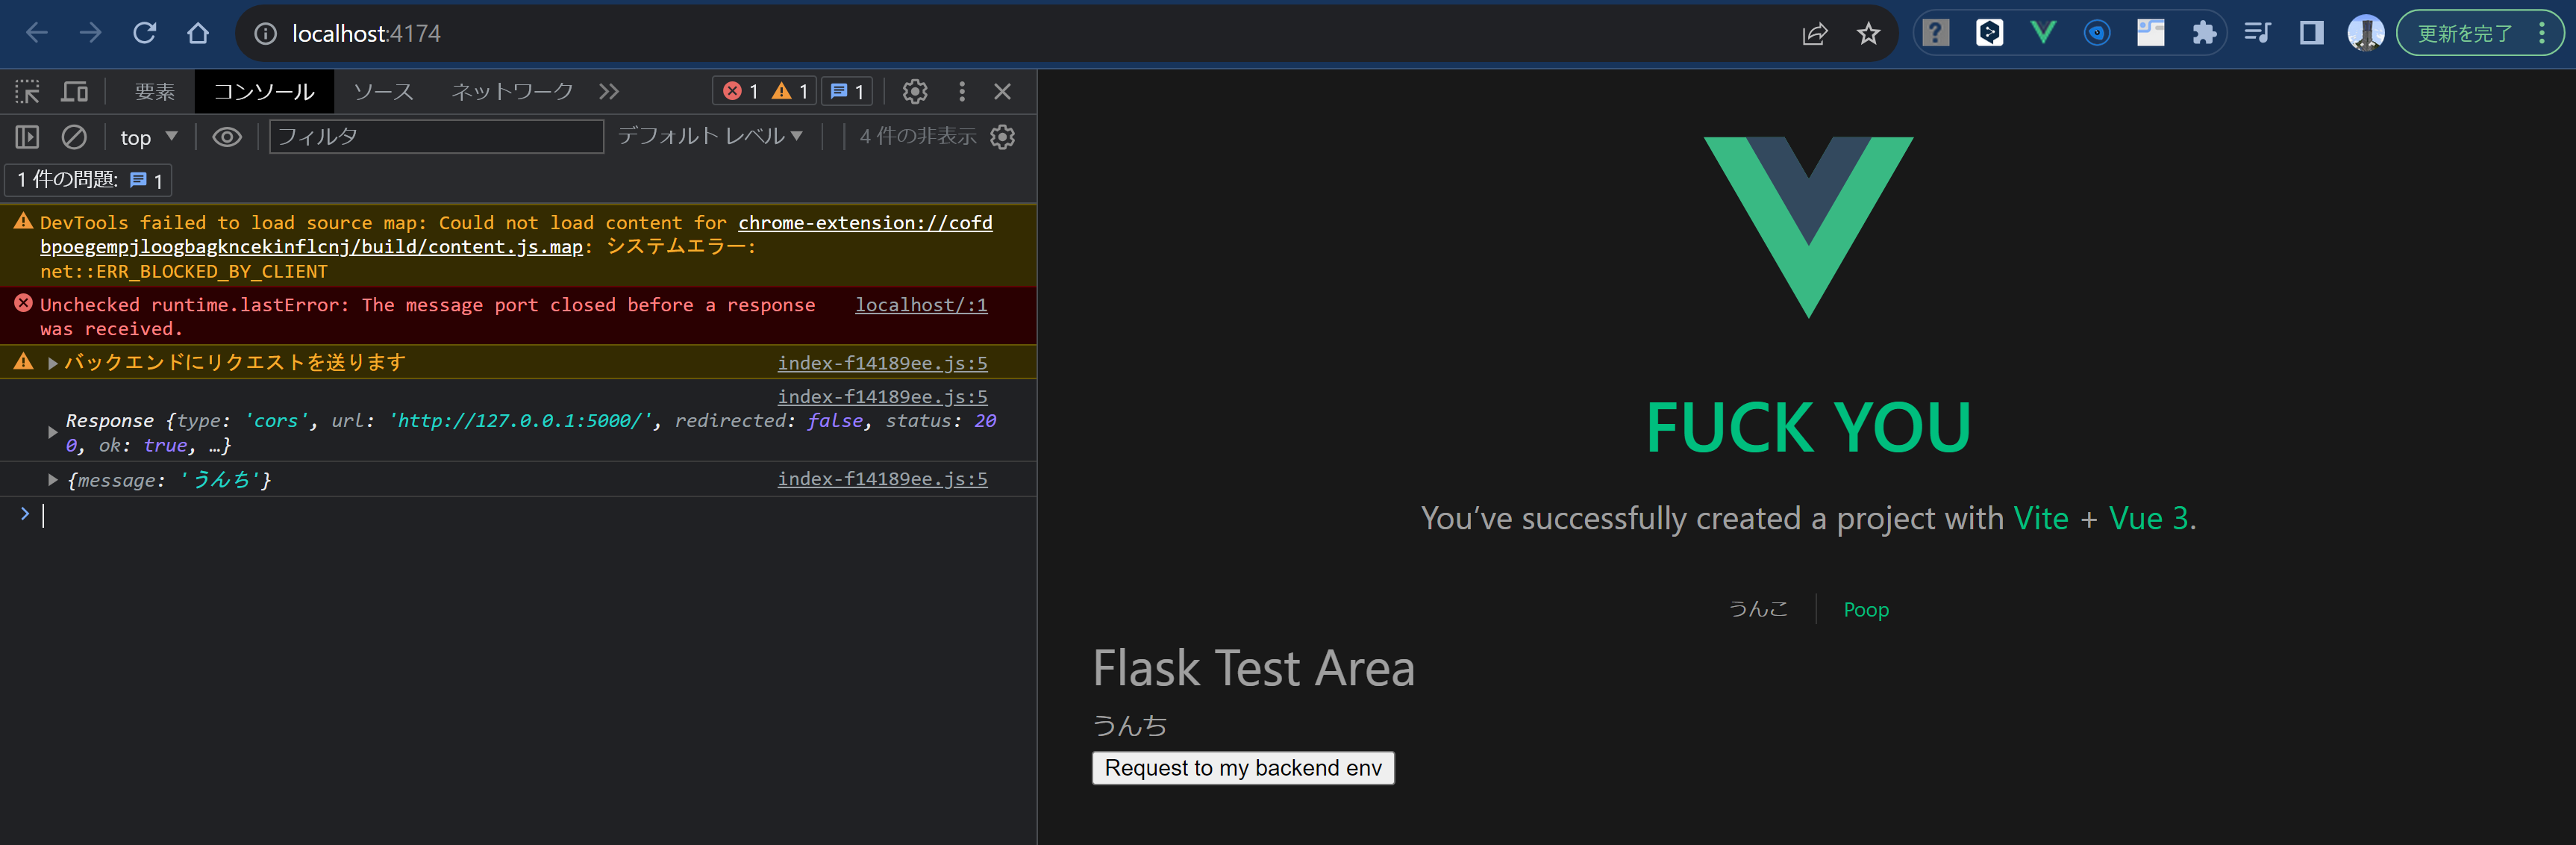 localhost:4174
更新を完了
要素
コンソール
ソース
ネットワーク
1
1
1
top
フィルタ
デフォルト レベル
4 件の非表示
1 件の問題: 1
DevTools failed to load source map: Could not load content for chrome-extension://cofd
bpoegempjloogbagkncekinflcnj/build/content.js.map: システムエラー:
net::ERR_BLOCKED_BY_CLIENT
Unchecked runtime.lastError: The message port closed before a response localhost/:1
was received.
バックエンドにリクエストを送ります index-f14189ee.js:5
index-f14189ee.js:5
Response {type: 'cors', url: 'http://127.0.0.1:5000/', redirected: false, status: 20
0, ok: true, …}
{message: 'うんち'} index-f14189ee.js:5
FUCK YOU
You’ve successfully created a project with Vite + Vue 3.
うんこ
Poop
Flask Test Area
うんち
Request to my backend env